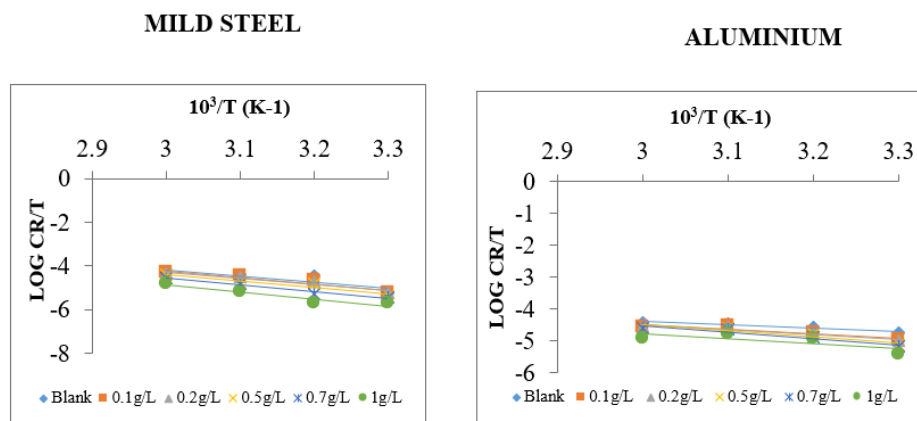 MILD STEEL
10³/T (K-1)
2.9 3 3.1 3.2 3.3
0
-2
-4
-6
-8
LOG CR/T
Blank 0.1g/L 0.2g/L 0.5g/L 0.7g/L 1g/L
ALUMINIUM
10³/T (K-1)
2.9 3 3.1 3.2 3.3
0
-1
-2
-3
-4
-5
-6
LOG CR/T
Blank 0.1g/L 0.2g/L 0.5g/L 0.7g/L 1g/L